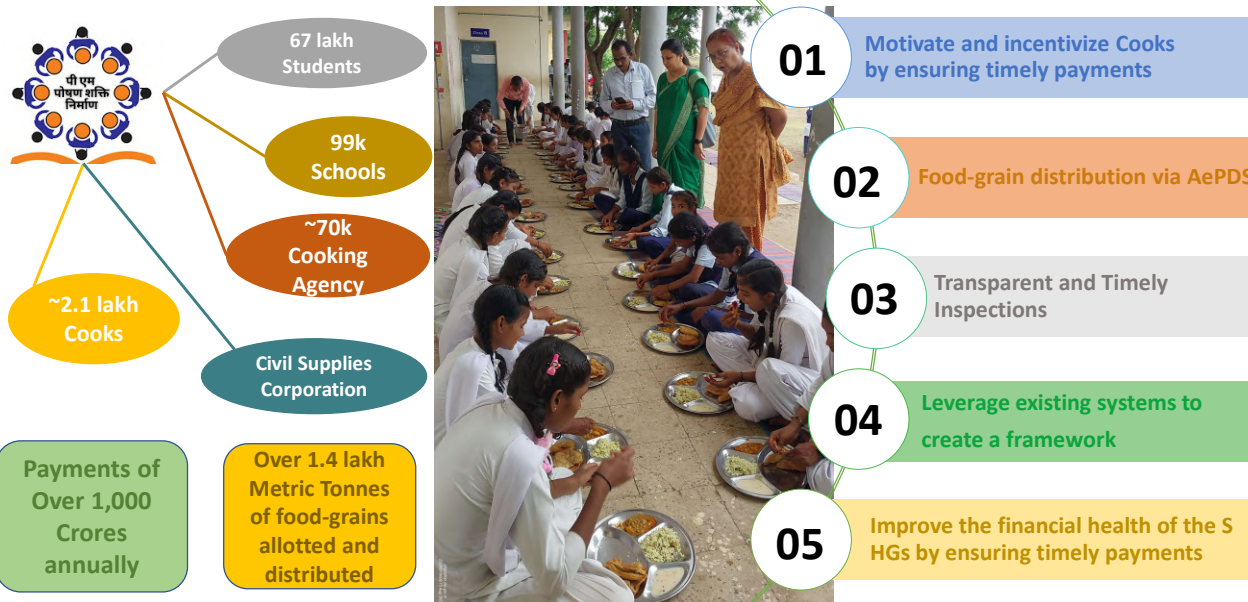 पी एम
पोषण शक्ति
निर्माण
67 lakh
Students
99k
Schools
~70k
Cooking
Agency
~2.1 lakh
Cooks
Civil Supplies
Corporation
Payments of
Over 1,000
Crores
annually
Over 1.4 lakh
Metric Tonnes
of food-grains
allotted and
distributed
01
Motivate and incentivize Cooks
by ensuring timely payments
02
Food-grain distribution via AePDS
03
Transparent and Timely
Inspections
04
Leverage existing systems to
create a framework
05
Improve the financial health of the S
HGs by ensuring timely payments